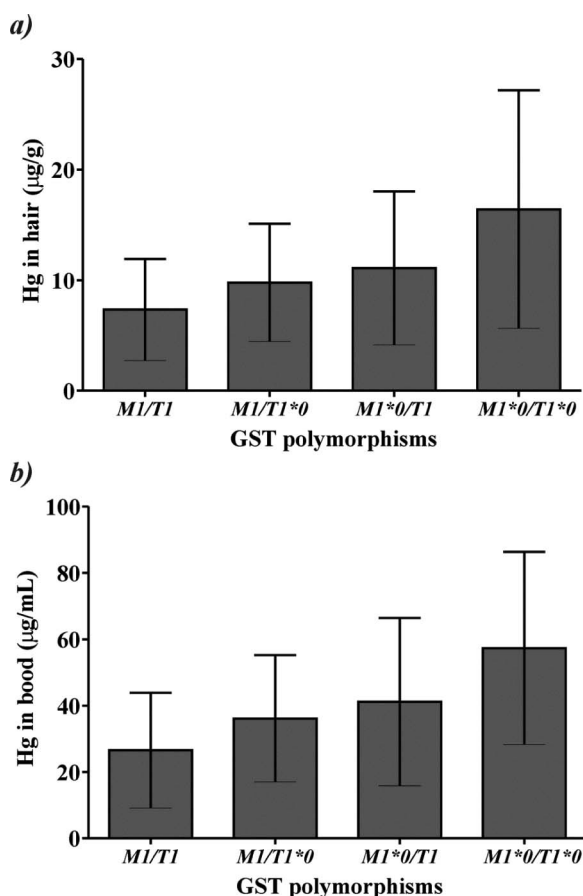 a)
30
20
10
0
Hg in hair (µg/g)
M1/T1 M1/T1*0 M1*0/T1 M1*0/T1*0
GST polymorphisms
b)
100
80
60
40
20
0
Hg in bood (µg/mL)
M1/T1 M1/T1*0 M1*0/T1 M1*0/T1*0
GST polymorphisms